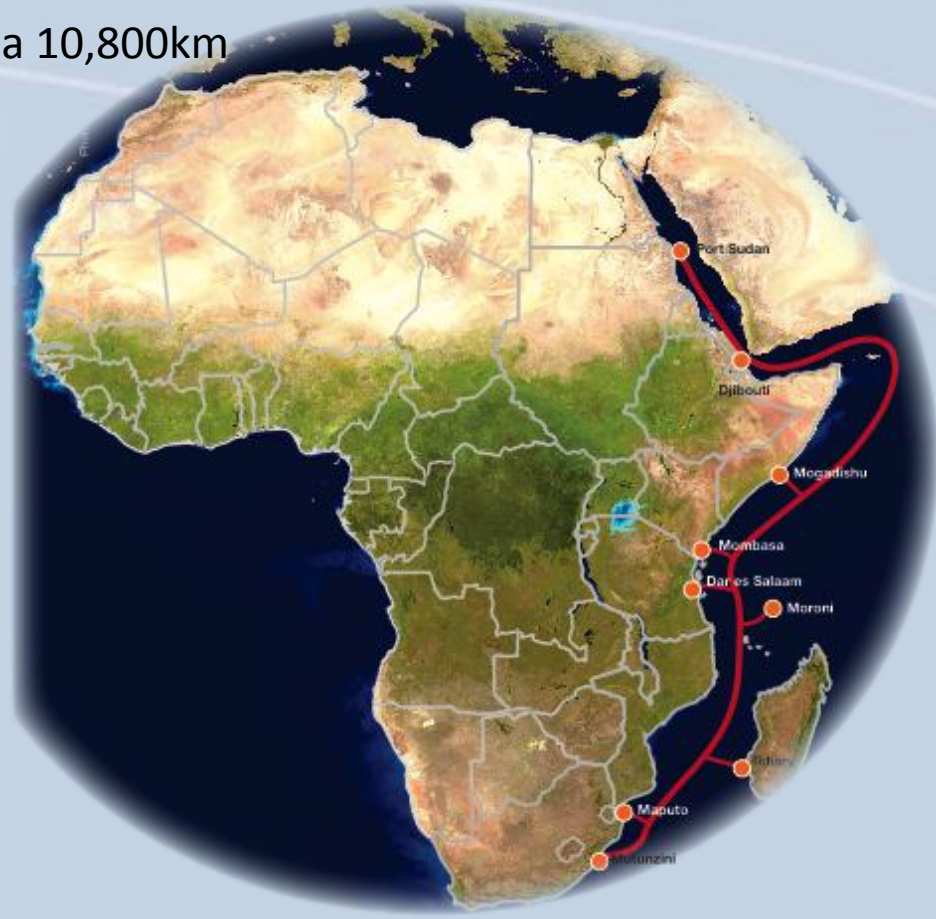 a 10,800km
Port Sudan
Djibouti
Mogadishu
Mombasa
Dar es Salaam
Moroni
Maputo
Mtunzini